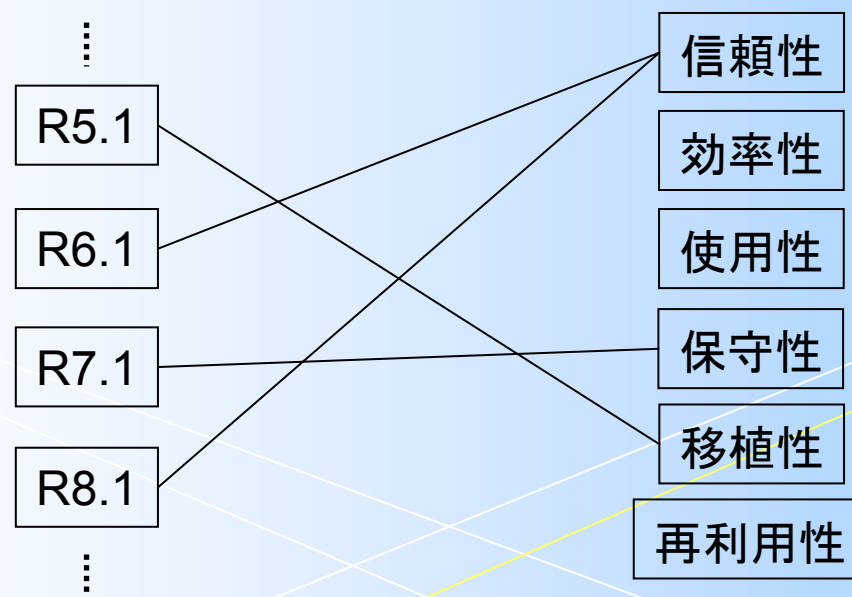 R5.1
R6.1
R7.1
R8.1
信頼性
効率性
使用性
保守性
移植性
再利用性